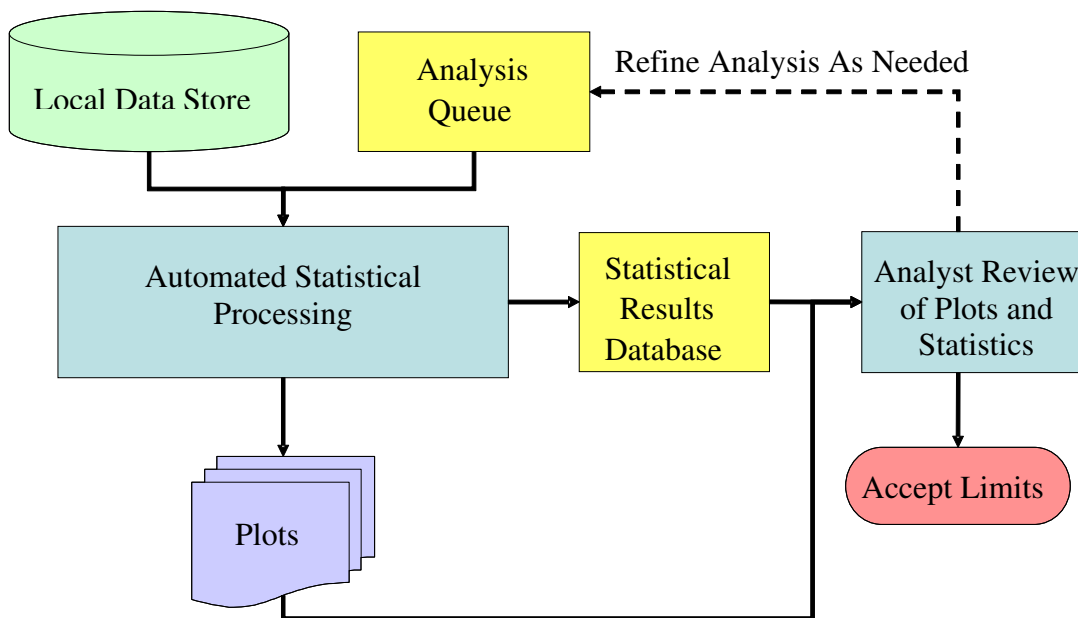 Local Data Store
Analysis
Queue
Refine Analysis As Needed
Automated Statistical
Processing
Statistical
Results
Database
Analyst Review
of Plots and
Statistics
Plots
Accept Limits